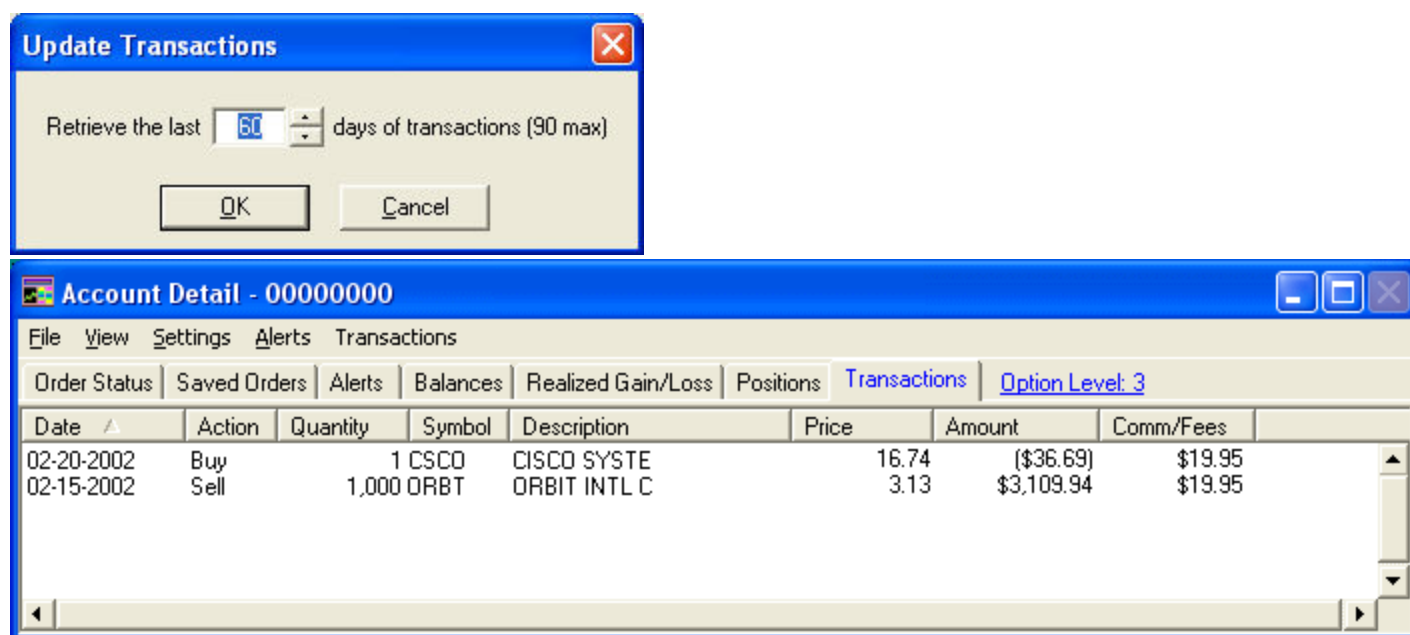 Update Transactions
Retrieve the last 60 days of transactions (90 max)
OK Cancel
Account Detail - 00000000
File View Settings Alerts Transactions
Order Status Saved Orders Alerts Balances Realized Gain/Loss Positions Transactions Option Level: 3
Date Action Quantity Symbol Description Price Amount Comm/Fees
02-20-2002 Buy 1 CSCO CISCO SYSTE 16.74 ($36.69) $19.95
02-15-2002 Sell 1,000 ORBT ORBIT INTL C 3.13 $3,109.94 $19.95